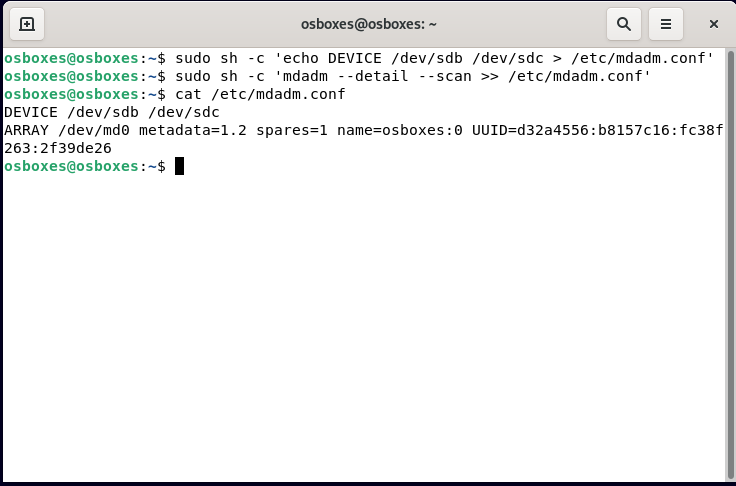 osboxes@osboxes: ~
osboxes@osboxes:~$ sudo sh -c 'echo DEVICE /dev/sdb /dev/sdc > /etc/mdadm.conf'
osboxes@osboxes:~$ sudo sh -c 'mdadm --detail --scan >> /etc/mdadm.conf'
osboxes@osboxes:~$ cat /etc/mdadm.conf
DEVICE /dev/sdb /dev/sdc
ARRAY /dev/md0 metadata=1.2 spares=1 name=osboxes:0 UUID=d32a4556:b8157c16:fc38f
263:2f39de26
osboxes@osboxes:~$